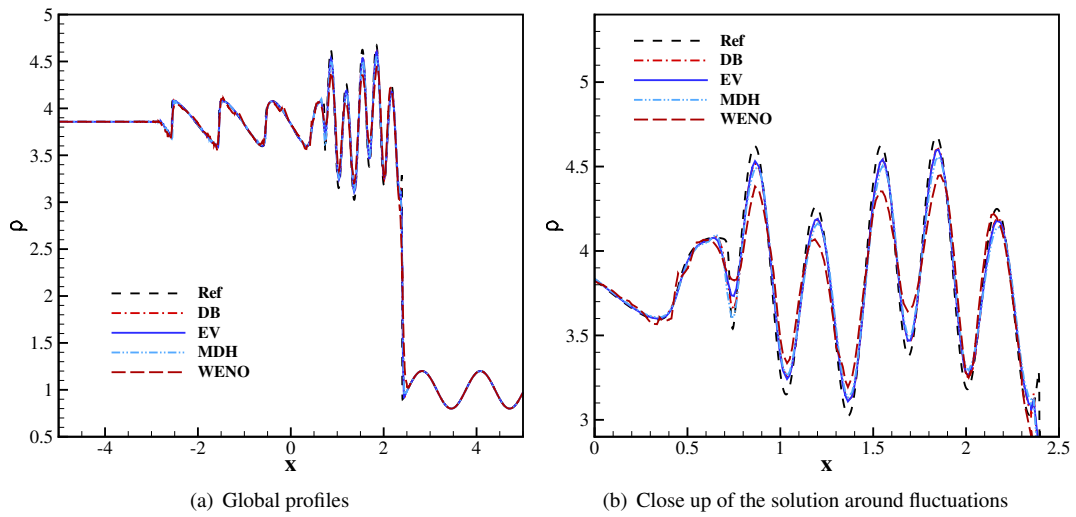 5
4.5
4
3.5
3
2.5
2
1.5
1
0.5
ρ
-4
-2
0
2
4
x
Ref
DB
EV
MDH
WENO
(a) Global profiles
5
4.5
4
3.5
3
ρ
0
0.5
1
1.5
2
2.5
x
Ref
DB
EV
MDH
WENO
(b) Close up of the solution around fluctuations